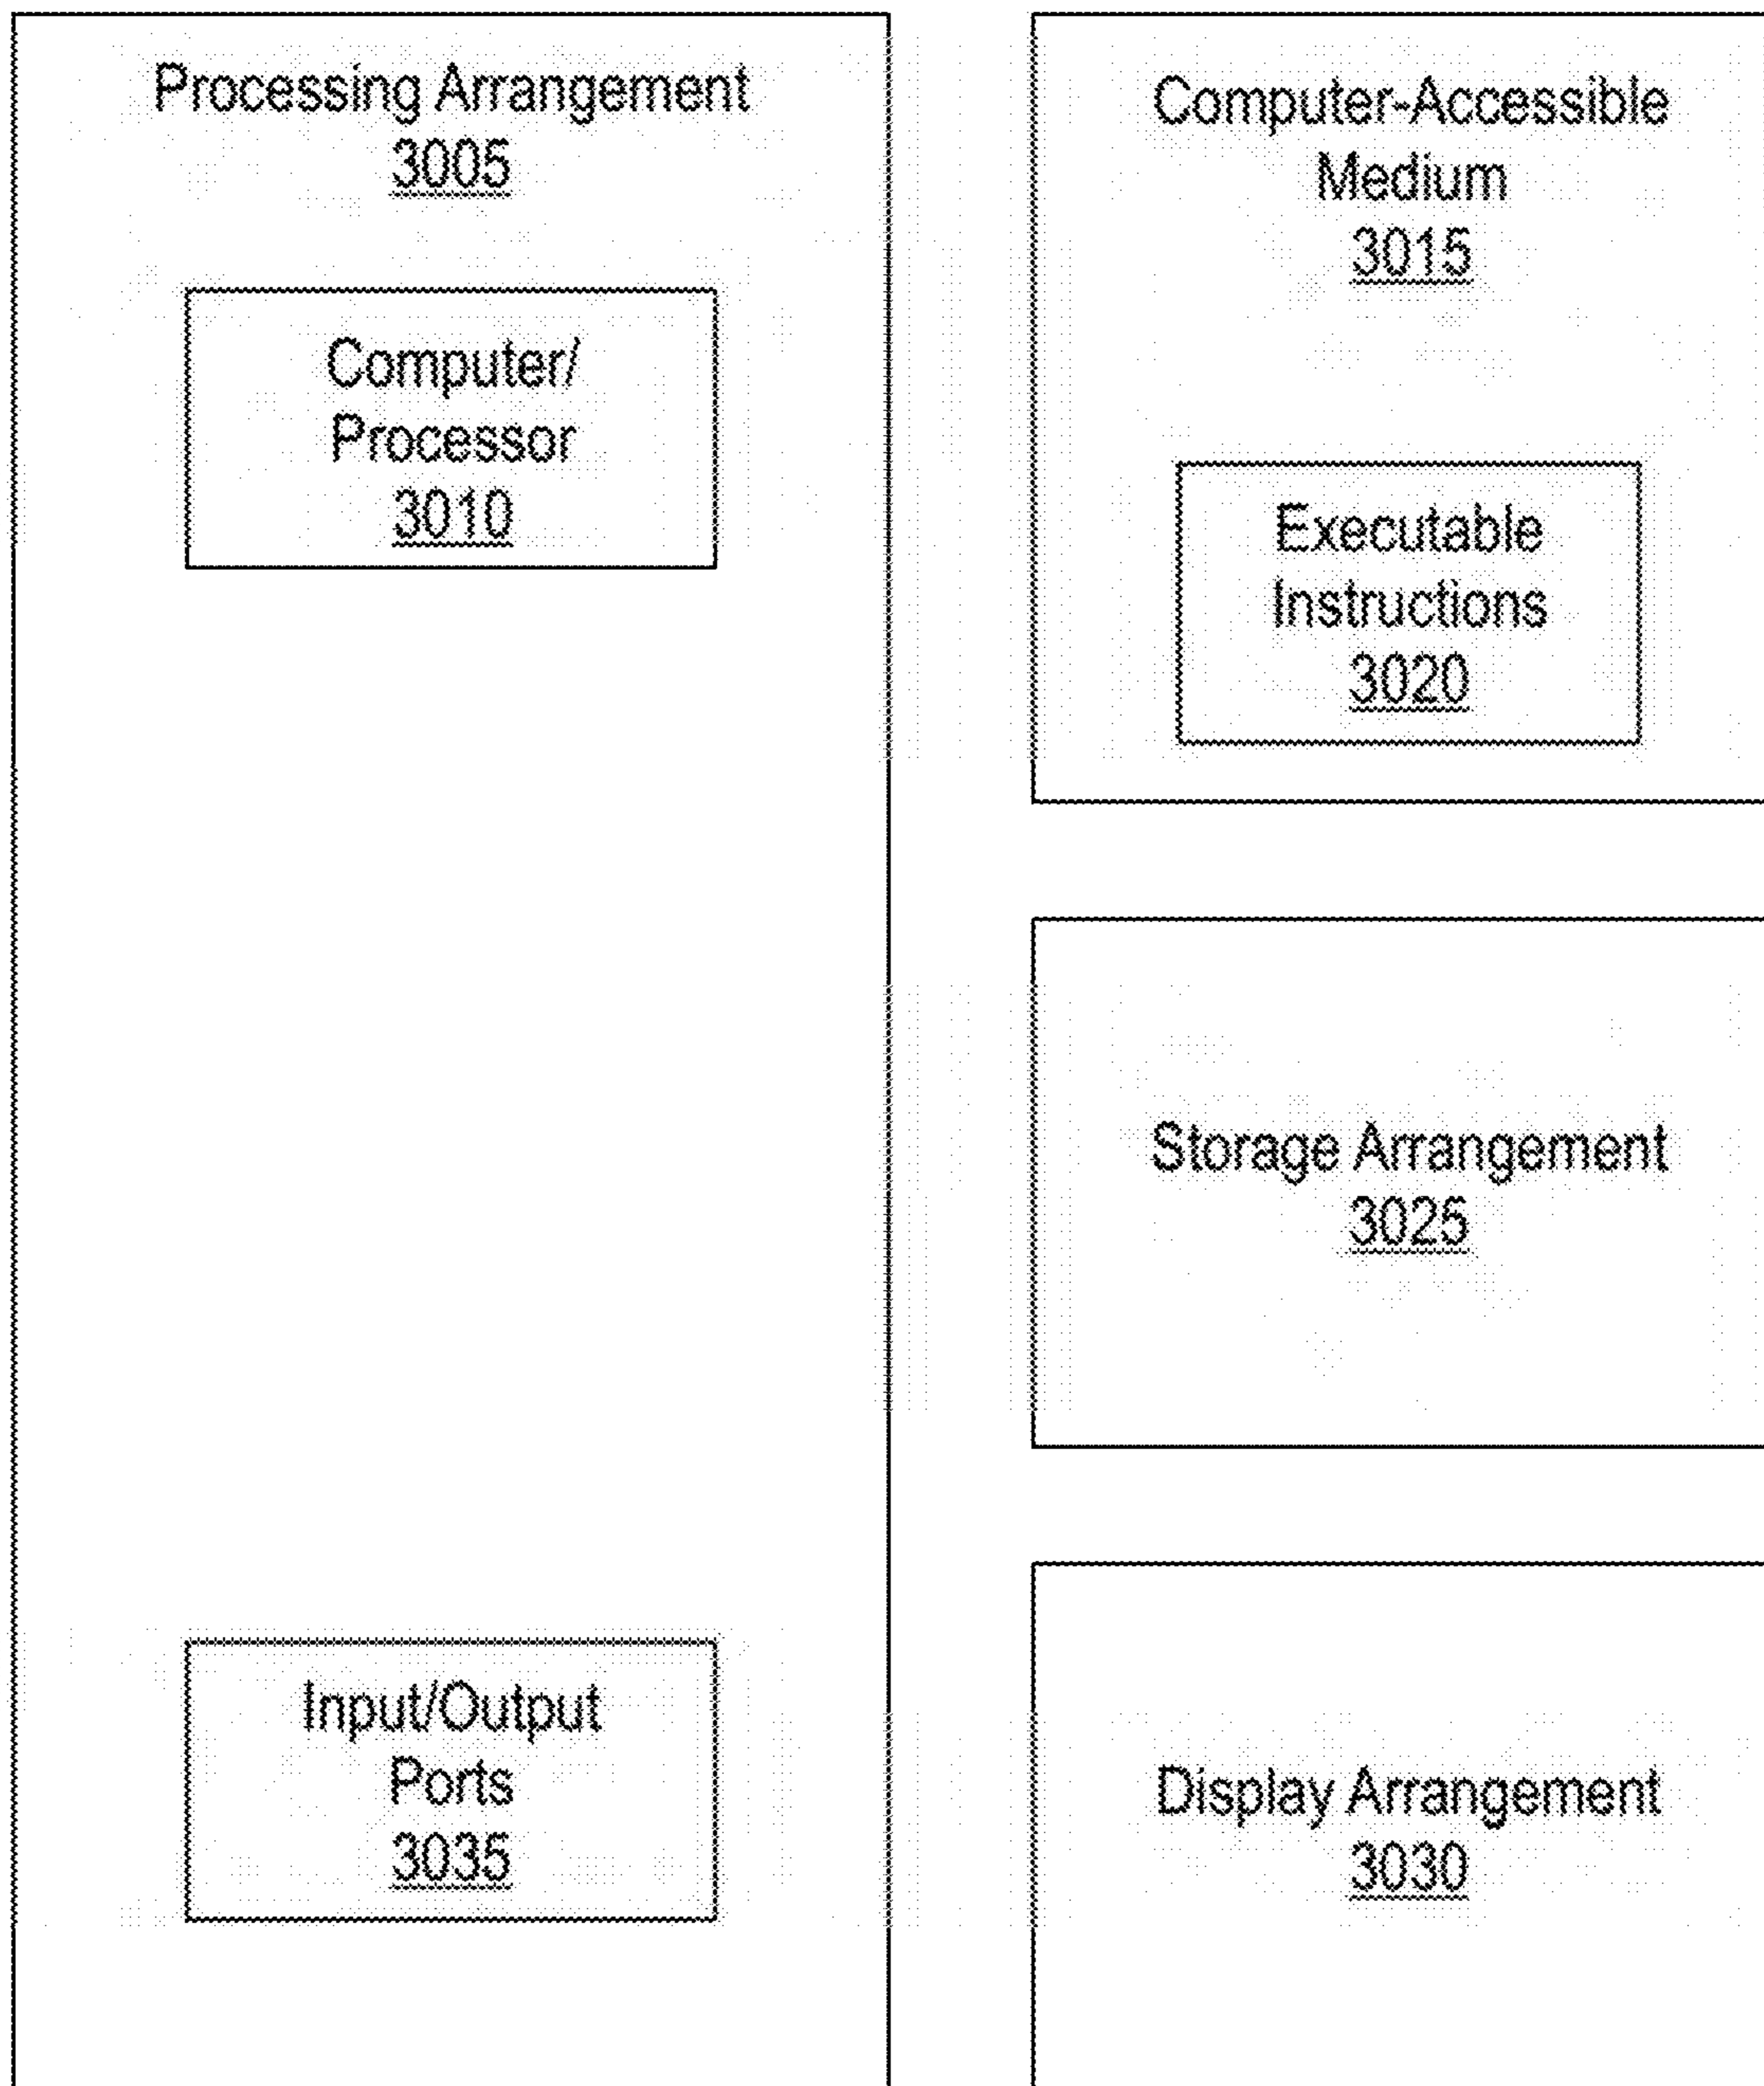 Processing Arrangement
3005
Computer/
Processor
3010
Input/Output
Ports
3035
Computer-Accessible
Medium
3015
Executable
Instructions
3020
Storage Arrangement
3025
Display Arrangement
3030